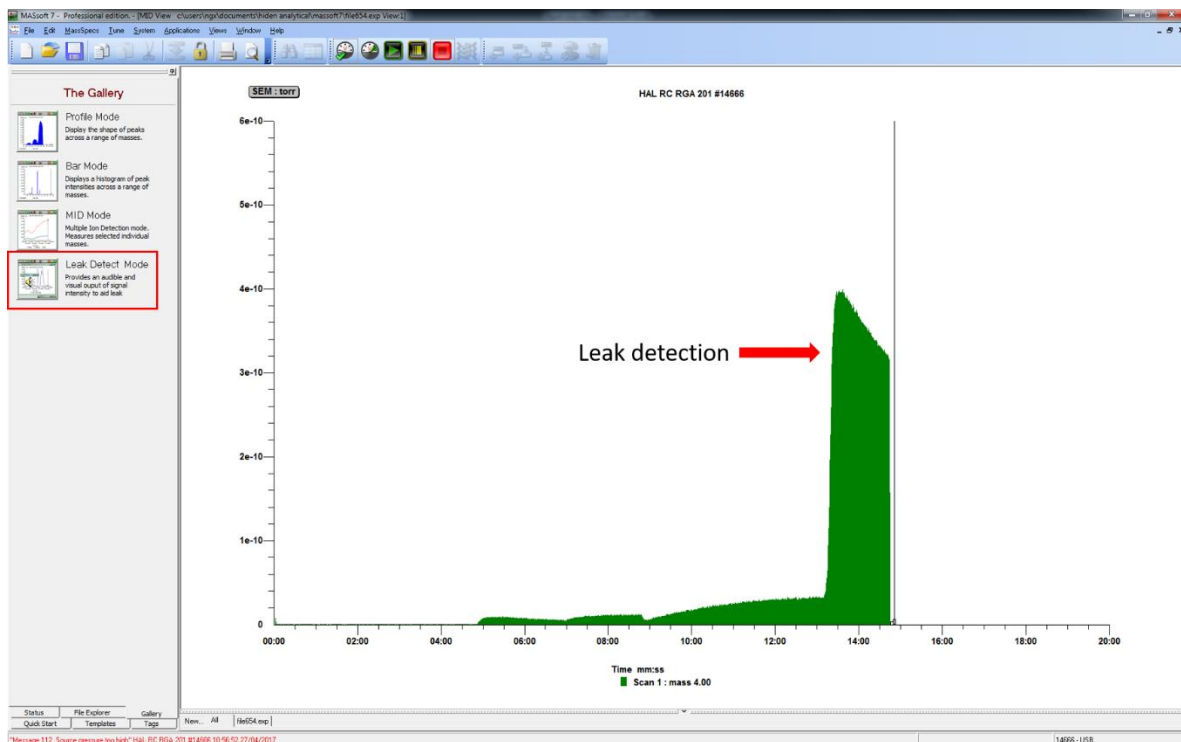 MASsoft 7 - Professional edition. - [MID View c:\users\ngx\documents\hiden analytical\massoft7\file654.exp View:1]
File Edit MassSpecs Tune System Applications Views Window Help
The Gallery
Profile Mode
Display the shape of peaks
across a range of masses.
Bar Mode
Displays a histogram of peak
intensities across a range of
masses.
MID Mode
Multiple Ion Detection mode.
Measures selected individual
masses.
Leak Detect Mode
Provides an audible and
visual ouput of signal
intensity to aid leak
SEM : torr
HAL RC RGA 201 #14666
6e-10
5e-10
4e-10
Leak detection
3e-10
2e-10
1e-10
0
00:00 02:00 04:00 06:00 08:00 10:00 12:00 14:00 16:00 18:00 20:00
Time mm:ss
Scan 1 : mass 4.00
Status File Explorer Gallery
Quick Start Templates Tags
New... All file654.exp
"Message 112, Source pressure too high" HAL RC RGA 201 #14666 10:56:52 27/04/2017
14666 - USB